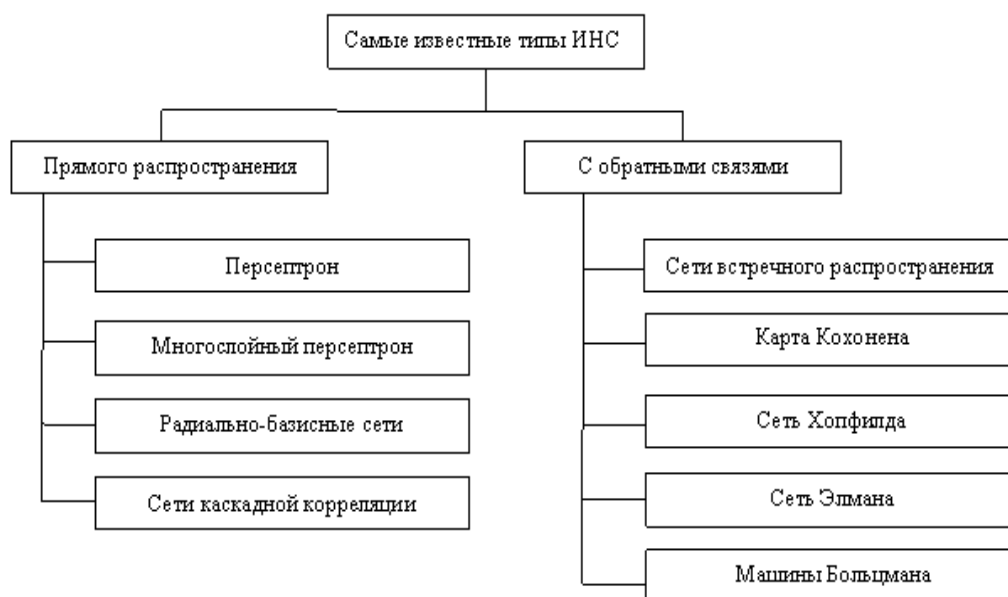 Самые известные типы ИНС
Прямого распространения
С обратными связями
Персептрон
Многослойный персептрон
Радиально-базисные сети
Сети каскадной корреляции
Сети встречного распространения
Карта Кохонена
Сеть Хопфилда
Сеть Элмана
Машины Больцмана